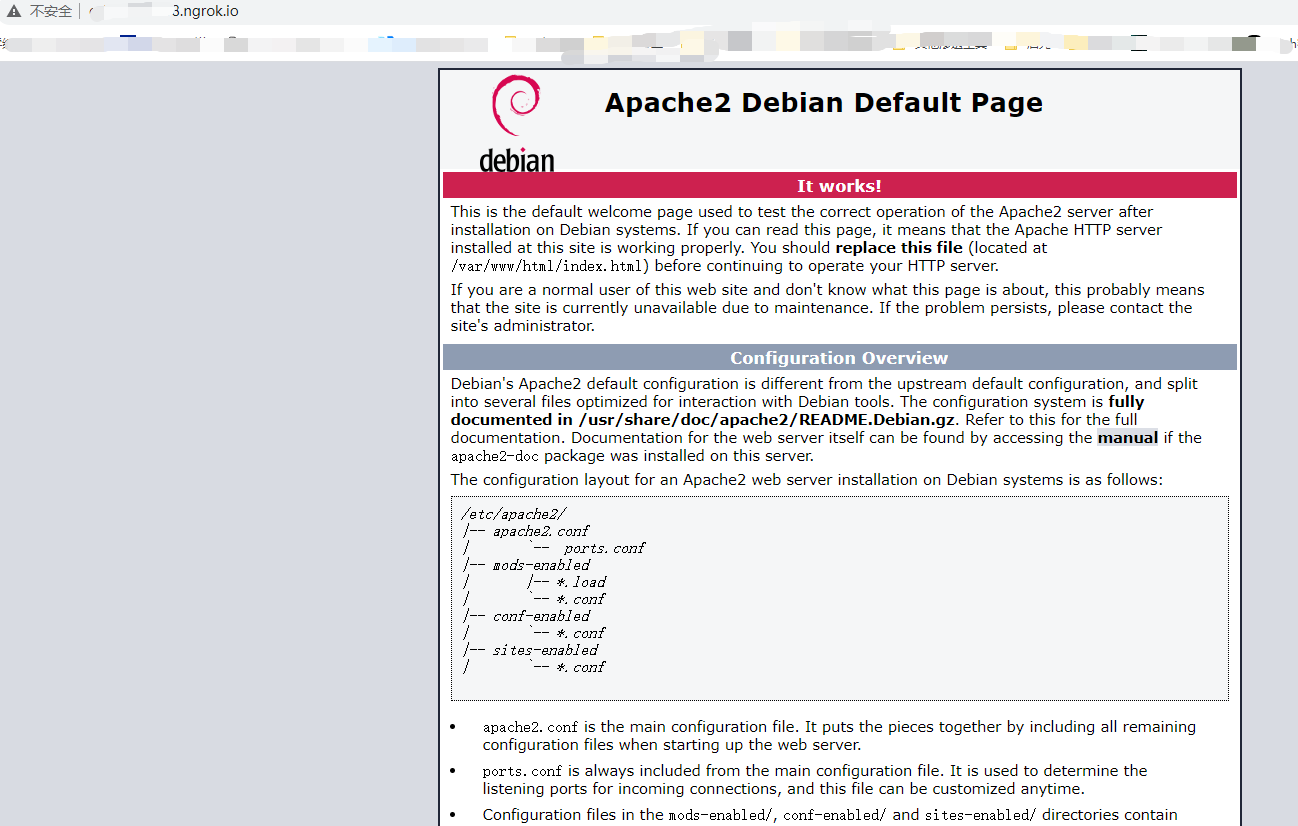 不安全
3.ngrok.io
debian
Apache2 Debian Default Page
It works!
This is the default welcome page used to test the correct operation of the Apache2 server after
installation on Debian systems. If you can read this page, it means that the Apache HTTP server
installed at this site is working properly. You should replace this file (located at
/var/www/html/index.html) before continuing to operate your HTTP server.
If you are a normal user of this web site and don't know what this page is about, this probably means
that the site is currently unavailable due to maintenance. If the problem persists, please contact the
site's administrator.
Configuration Overview
Debian's Apache2 default configuration is different from the upstream default configuration, and split
into several files optimized for interaction with Debian tools. The configuration system is fully
documented in /usr/share/doc/apache2/README.Debian.gz. Refer to this for the full
documentation. Documentation for the web server itself can be found by accessing the manual if the
apache2-doc package was installed on this server.
The configuration layout for an Apache2 web server installation on Debian systems is as follows:
/etc/apache2/
|-- apache2.conf
|       `--  ports.conf
|-- mods-enabled
|       |-- *.load
|       `-- *.conf
|-- conf-enabled
|       `-- *.conf
|-- sites-enabled
|       `-- *.conf
• apache2.conf is the main configuration file. It puts the pieces together by including all remaining
configuration files when starting up the web server.
• ports.conf is always included from the main configuration file. It is used to determine the
listening ports for incoming connections, and this file can be customized anytime.
• Configuration files in the mods-enabled/, conf-enabled/ and sites-enabled/ directories contain